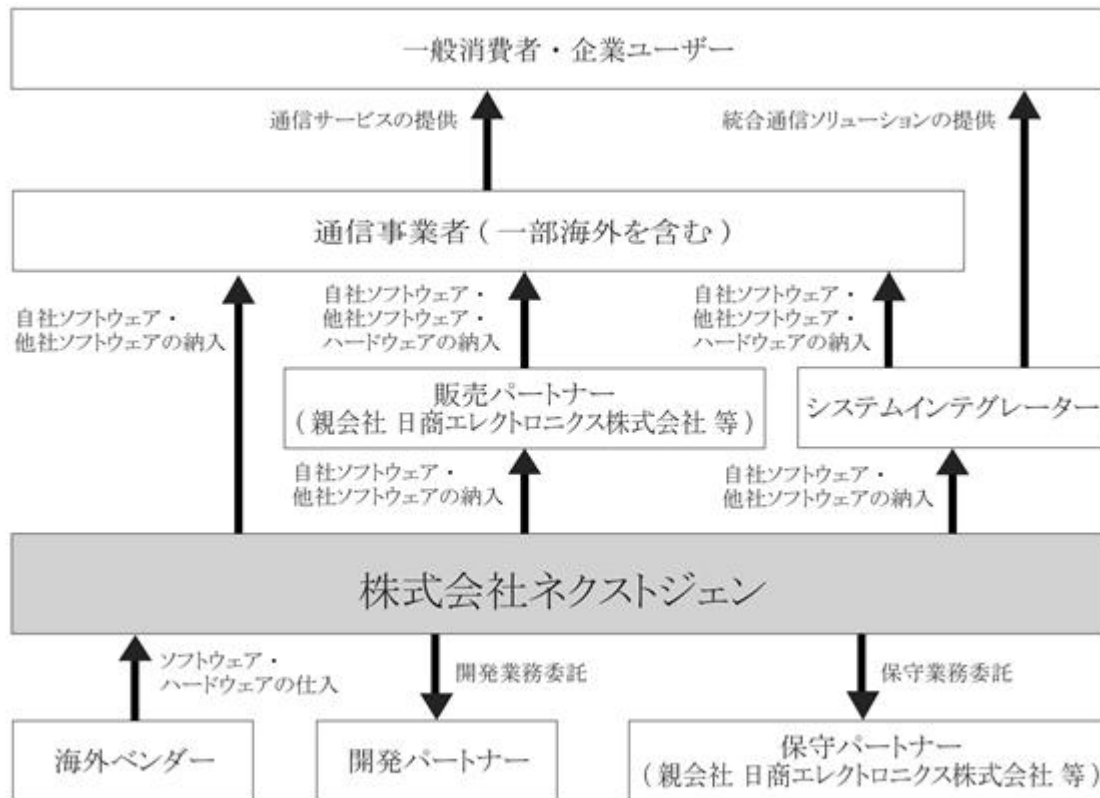 一般消費者・企業ユーザー
通信サービスの提供
統合通信ソリューションの提供
通信事業者（一部海外を含む）
自社ソフトウェア・
他社ソフトウェアの納入
自社ソフトウェア・
他社ソフトウェア・
ハードウェアの納入
自社ソフトウェア・
他社ソフトウェア・
ハードウェアの納入
販売パートナー
（親会社 日商エレクトロニクス株式会社 等）
システムインテグレーター
自社ソフトウェア・
他社ソフトウェアの納入
自社ソフトウェア・
他社ソフトウェアの納入
株式会社ネクストジェン
ソフトウェア・
ハードウェアの仕入
開発業務委託
保守業務委託
海外ベンダー
開発パートナー
保守パートナー
（親会社 日商エレクトロニクス株式会社 等）